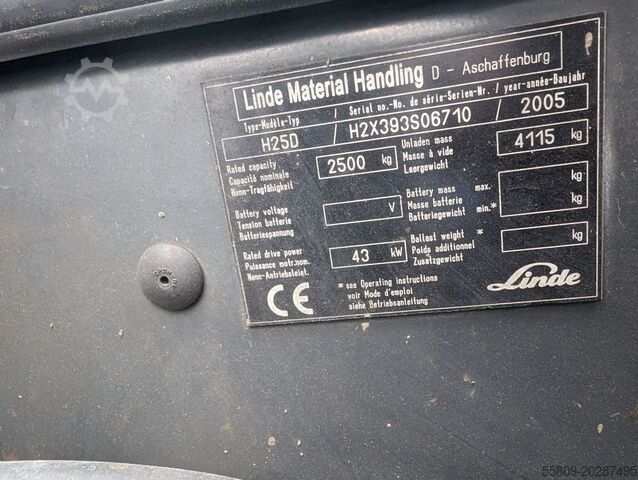 Linde Material Handling D - Aschaffenburg
Type-Modèle-Typ / Serial no.-No. de série-Serien-Nr. / year-année-Baujahr
H25D / H2X393S06710 / 2005
Rated capacity
Capacité nominale
Nenn-Tragfähigkeit
2500 kg
Unladen mass
Masse à vide
Leergewicht
4115 kg
Battery voltage
Tension batterie
Batteriespannung
V
Battery mass max.
Masse batterie
Batteriegewicht min.*
kg
kg
Rated drive power
Puissance motr.nom.
Nenn-Antriebsleist.
43 kW
Ballast weight *
Poids additionnel
Zusatzgewicht
kg
CE
* see Operating instructions
voir Mode d'emploi
siehe Betriebsanleitung
Linde
55809-20287495